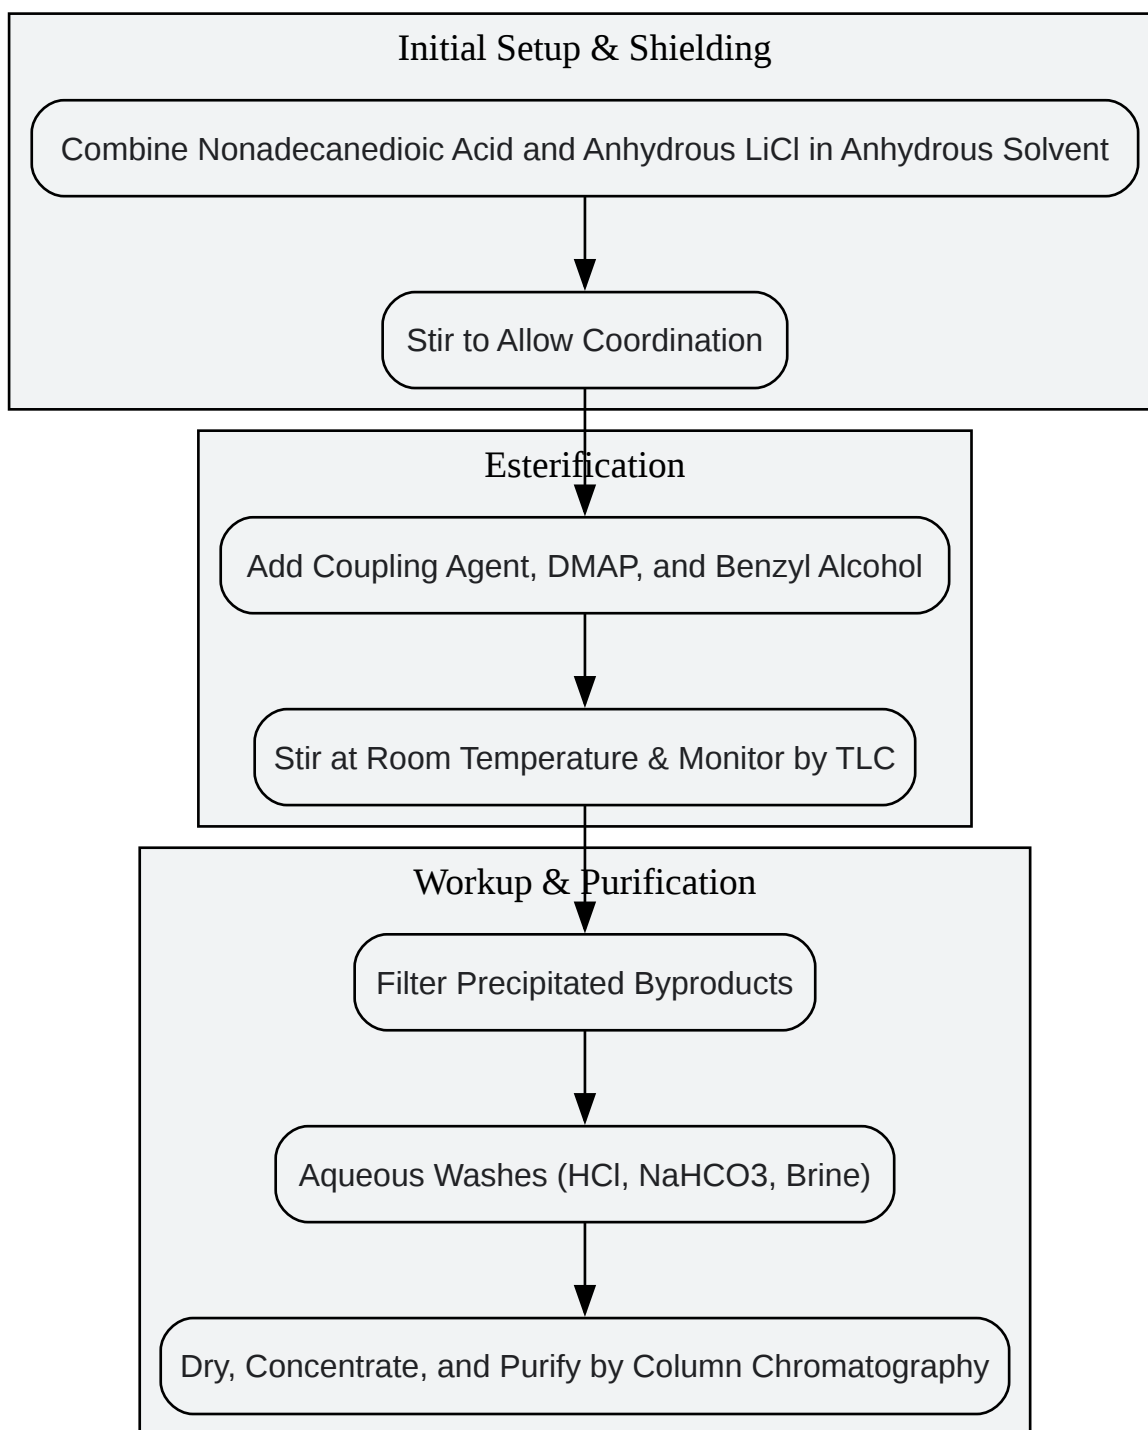 Initial Setup & Shielding
Combine Nonadecanedioic Acid and Anhydrous LiCl in Anhydrous Solvent
Stir to Allow Coordination
Esterification
Add Coupling Agent, DMAP, and Benzyl Alcohol
Stir at Room Temperature & Monitor by TLC
Workup & Purification
Filter Precipitated Byproducts
Aqueous Washes (HCl, NaHCO3, Brine)
Dry, Concentrate, and Purify by Column Chromatography